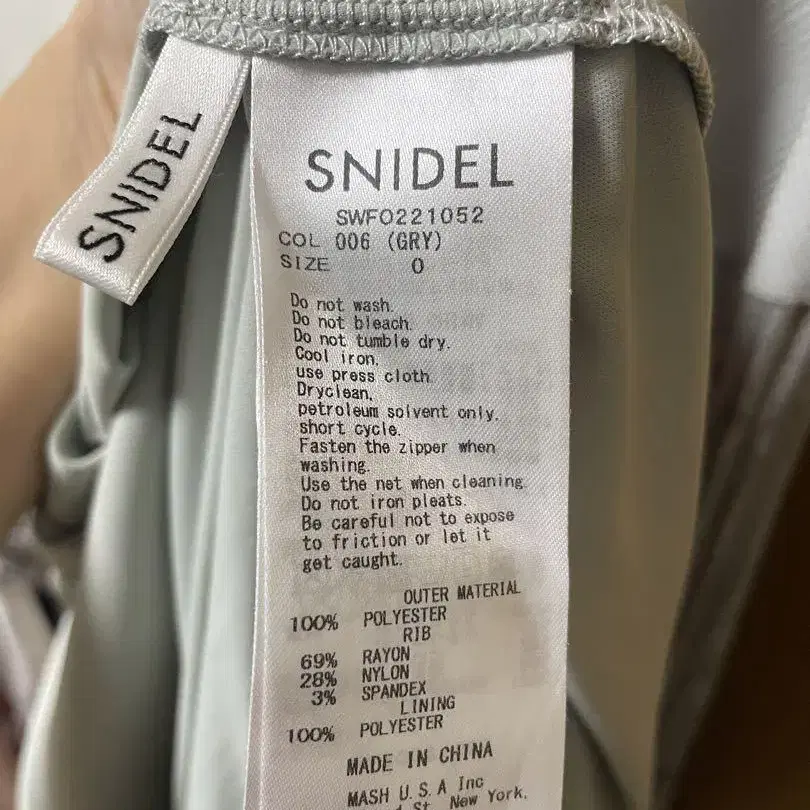 SNIDEL
SNIDEL
SWFO221052
COL 006 (GRY)
SIZE 0
Do not wash.
Do not bleach.
Do not tumble dry.
Cool iron.
use press cloth.
Dryclean,
petroleum solvent only.
short cycle.
Fasten the zipper when
washing.
Use the net when cleaning.
Do not iron pleats.
Be careful not to expose
to friction or let it
get caught.
OUTER MATERIAL
100% POLYESTER
RIB
69% RAYON
28% NYLON
3% SPANDEX
LINING
100% POLYESTER
MADE IN CHINA
MASH U.S.A Inc
St. New York,